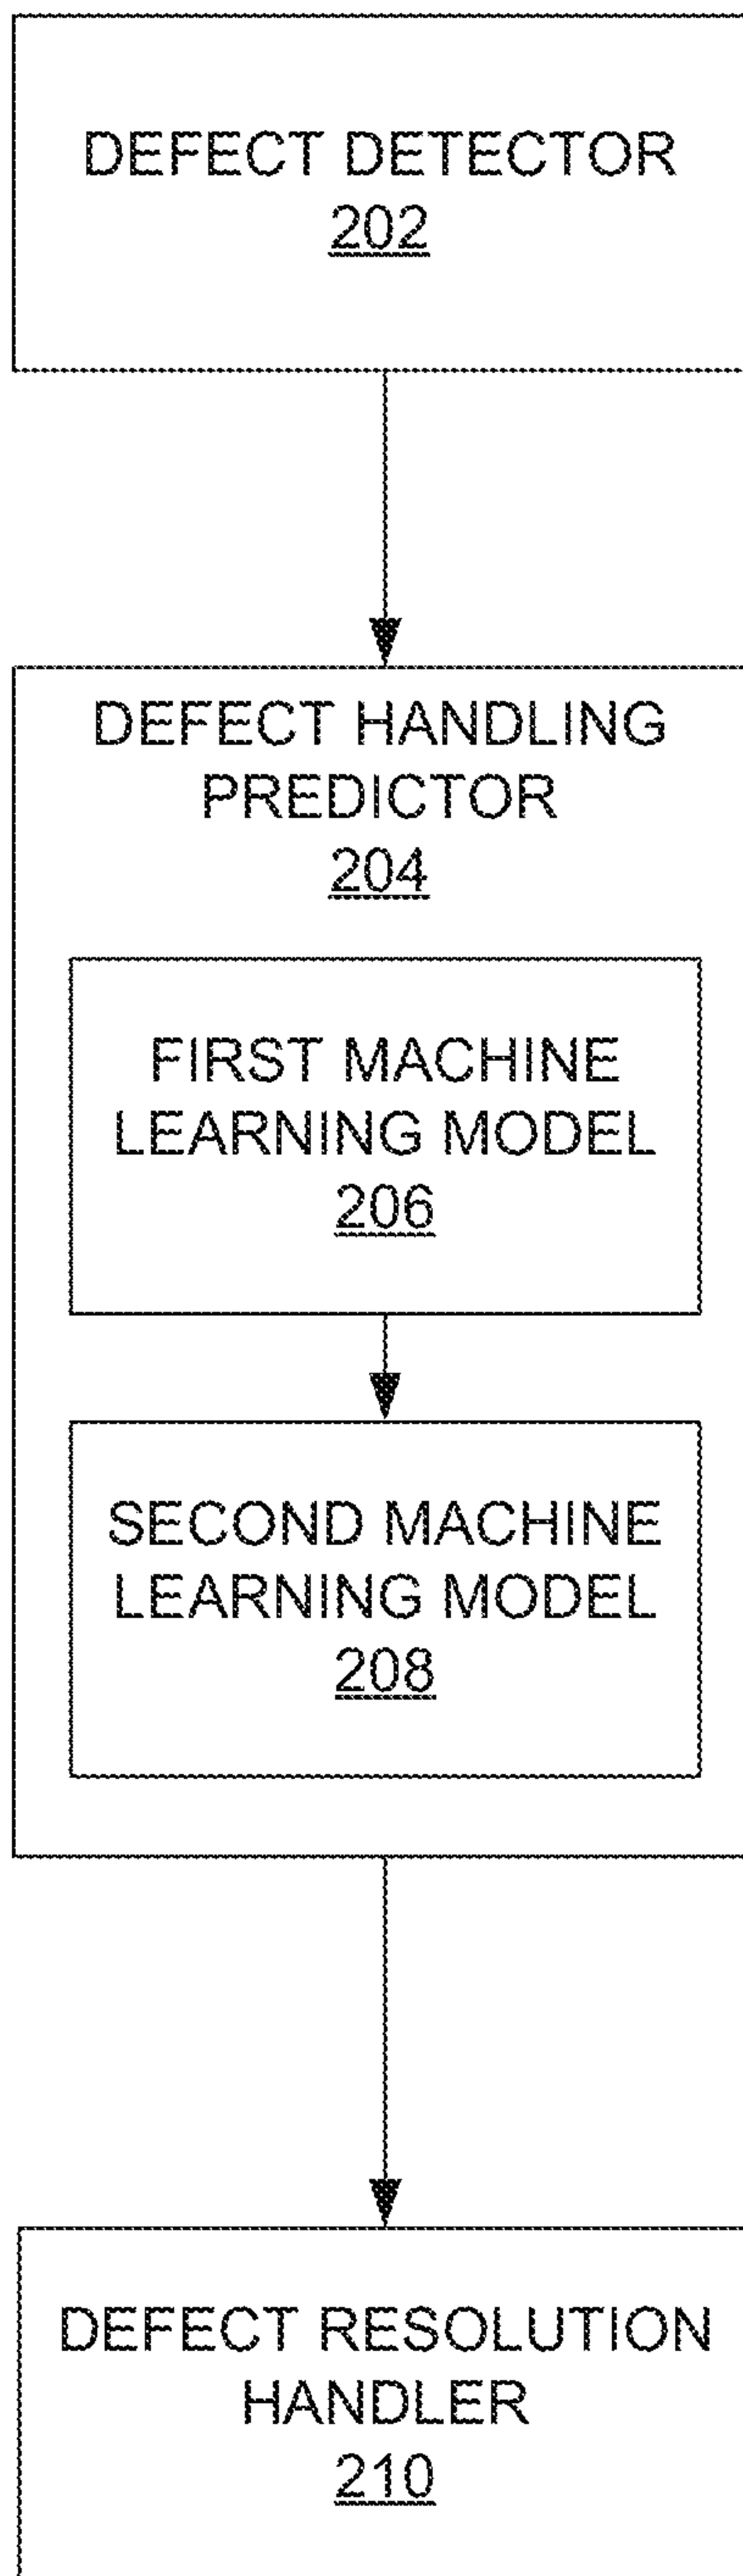 DEFECT DETECTOR
202
DEFECT HANDLING
PREDICTOR
204
FIRST MACHINE
LEARNING MODEL
206
SECOND MACHINE
LEARNING MODEL
208
DEFECT RESOLUTION
HANDLER
210